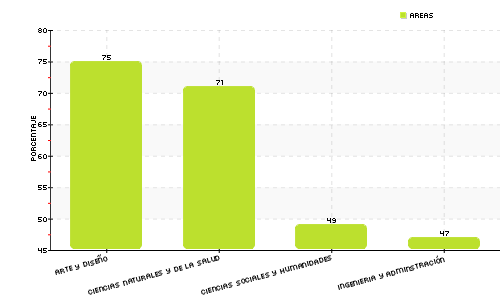 AREAS
80
75
70
65
60
55
50
45
PORCENTAJE
75
71
49
47
ARTE Y DISEÑO
CIENCIAS NATURALES Y DE LA SALUD
CIENCIAS SOCIALES Y HUMANIDADES
INGENIERIA Y ADMINSTRACIÓN